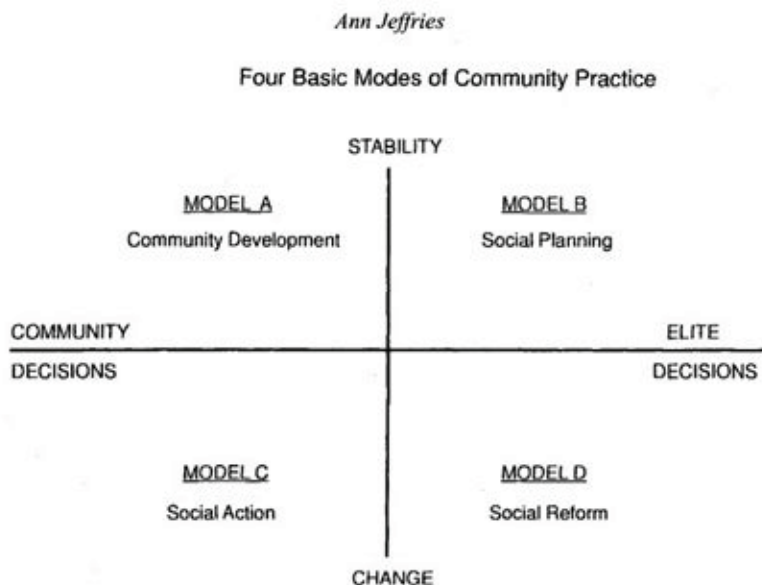 Ann Jeffries
Four Basic Modes of Community Practice
STABILITY
MODEL A
Community Development
MODEL B
Social Planning
COMMUNITY
DECISIONS
ELITE
DECISIONS
MODEL C
Social Action
MODEL D
Social Reform
CHANGE